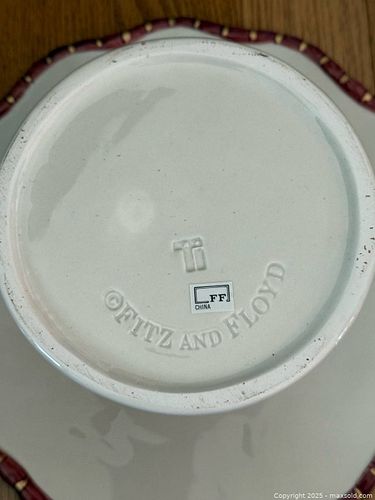 Ti
FF
CHINA
©FITZ AND FLOYD
Copyright 2025 - maxsold.com